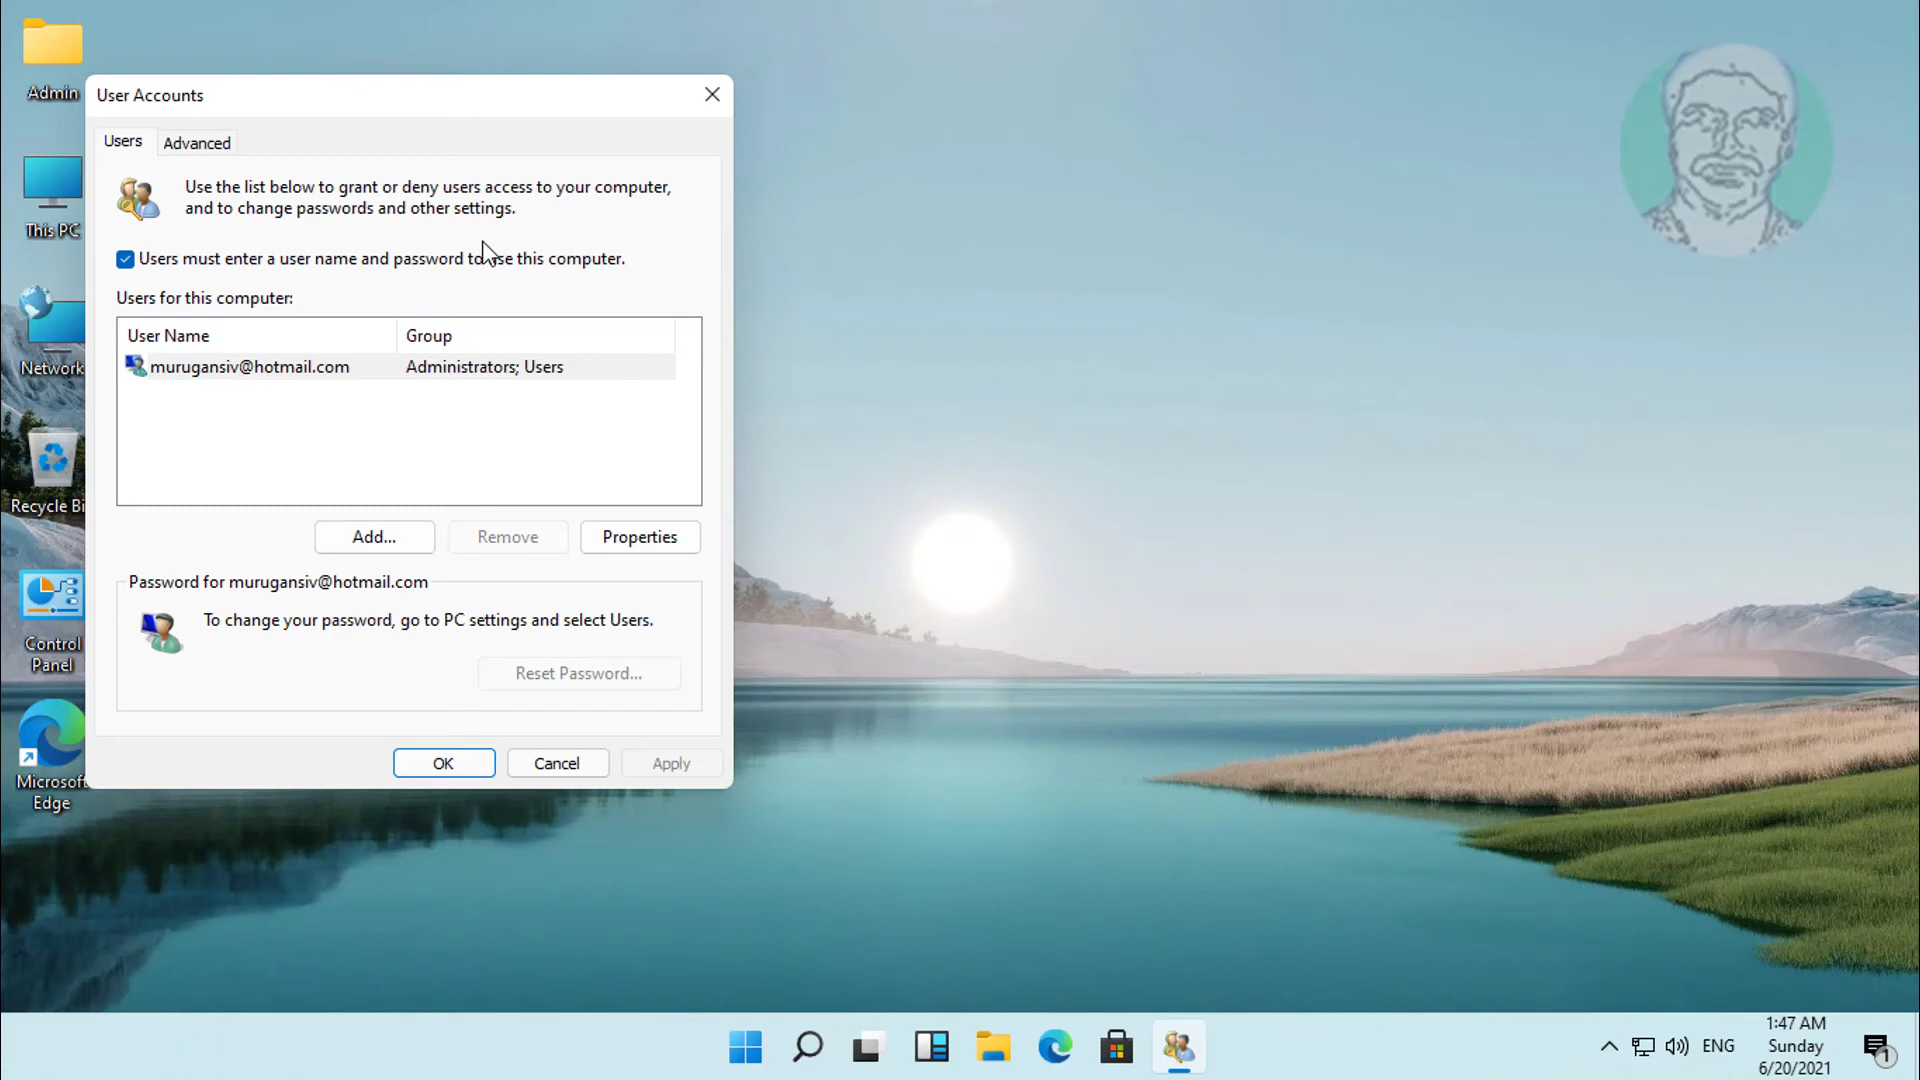 Admin
This PC
Network
Recycle Bi
Control
Panel
Microsoft
Edge
User Accounts
Users
Advanced
Use the list below to grant or deny users access to your computer,
and to change passwords and other settings.
Users must enter a user name and password to use this computer.
Users for this computer:
User Name
Group
murugansiv@hotmail.com
Administrators; Users
Add...
Remove
Properties
Password for murugansiv@hotmail.com
To change your password, go to PC settings and select Users.
Reset Password...
OK
Cancel
Apply
ENG
1:47 AM
Sunday
6/20/2021
1